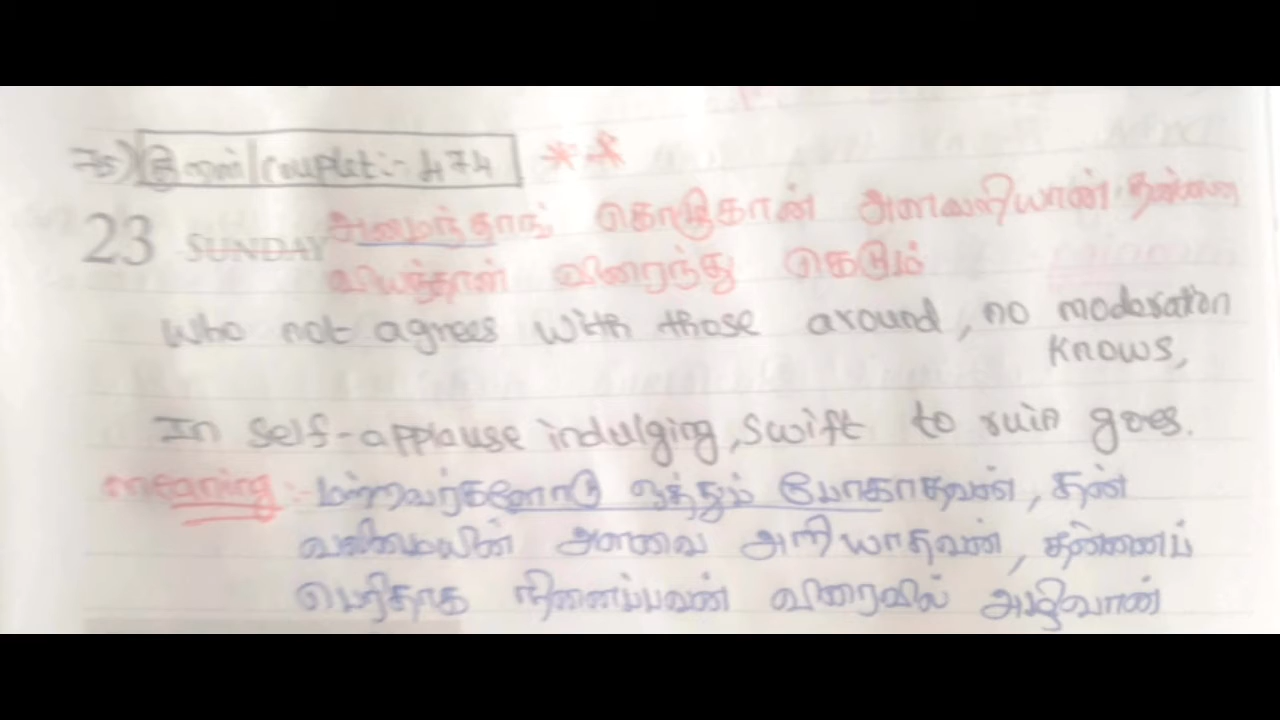 75) குறள்/couplet:- 474 **
23 SUNDAY அமைந்தாங் கொழுகான் அளவறியான் தன்னை
வியந்தான் விரைந்து கெடும்
Who not agrees with those around, no moderation
knows,
In self-applause indulging, swift to ruin goes.
meaning:- மற்றவர்களோடு ஒத்துப் போகாதவன், தன்
வலிமையின் அளவை அறியாதவன், தன்னைப்
பெரிதாக நினைப்பவன் விரைவில் அழிவான்